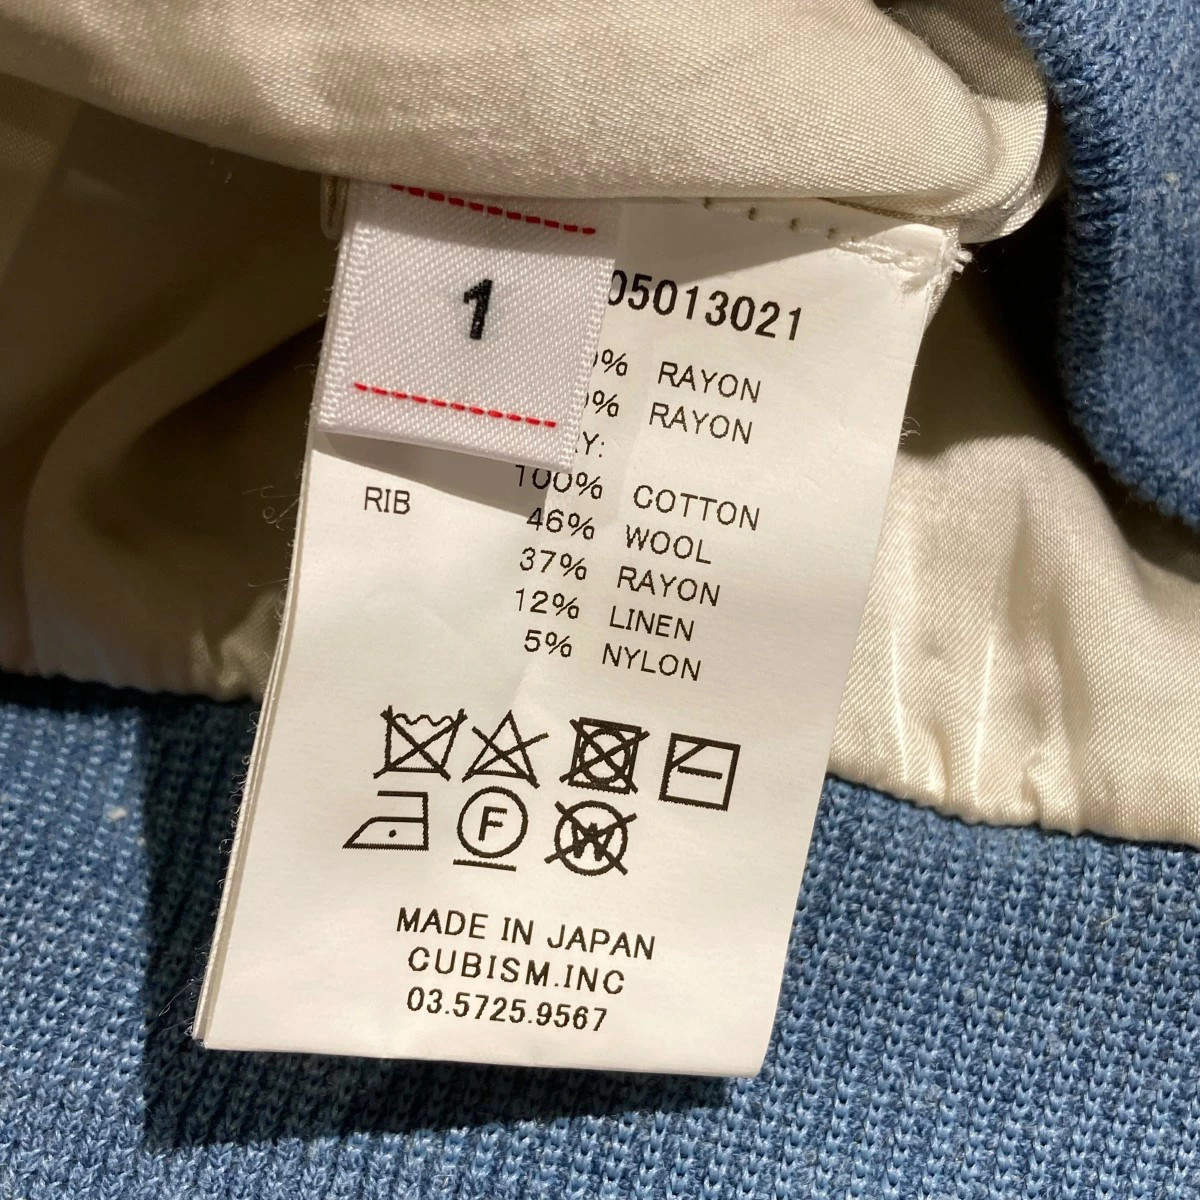 1
05013021
% RAYON
% RAYON
Y:
100% COTTON
RIB 46% WOOL
37% RAYON
12% LINEN
5% NYLON
F
W
MADE IN JAPAN
CUBISM.INC
03.5725.9567